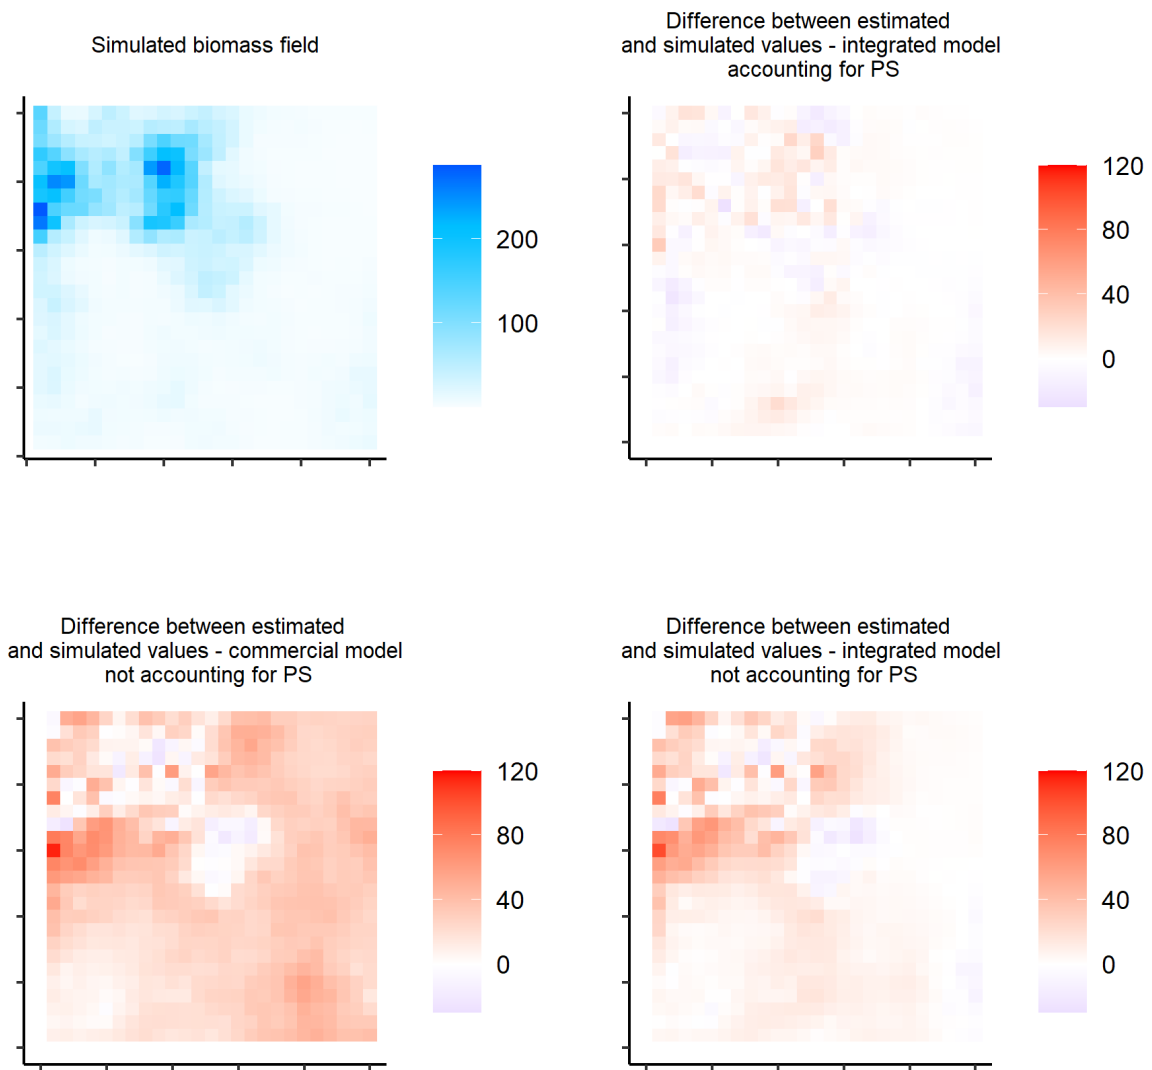 Simulated biomass field
200
100
Difference between estimated
and simulated values - integrated model
accounting for PS
120
80
40
0
Difference between estimated
and simulated values - commercial model
not accounting for PS
120
80
40
0
Difference between estimated
and simulated values - integrated model
not accounting for PS
120
80
40
0